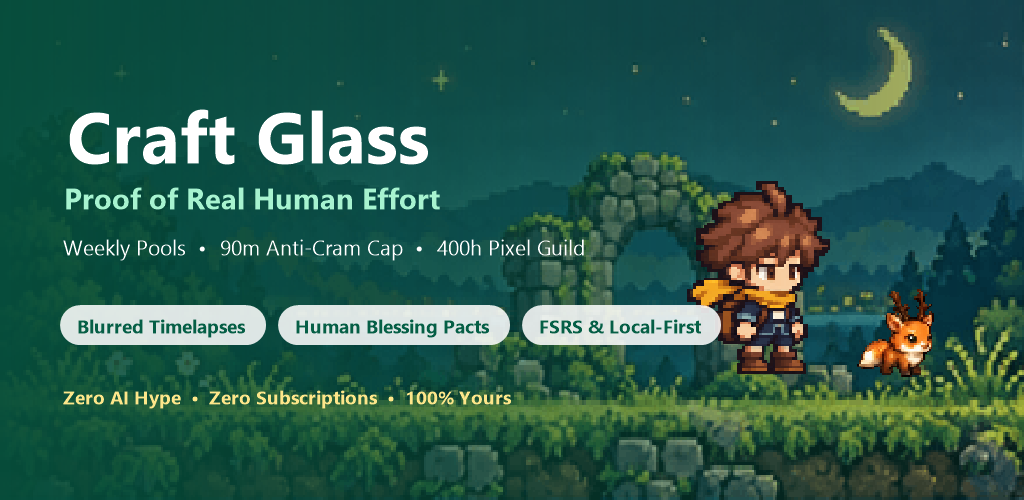 Craft Glass
Proof of Real Human Effort
Weekly Pools • 90m Anti-Cram Cap • 400h Pixel Guild
Blurred Timelapses Human Blessing Pacts FSRS & Local-First
Zero AI Hype • Zero Subscriptions • 100% Yours